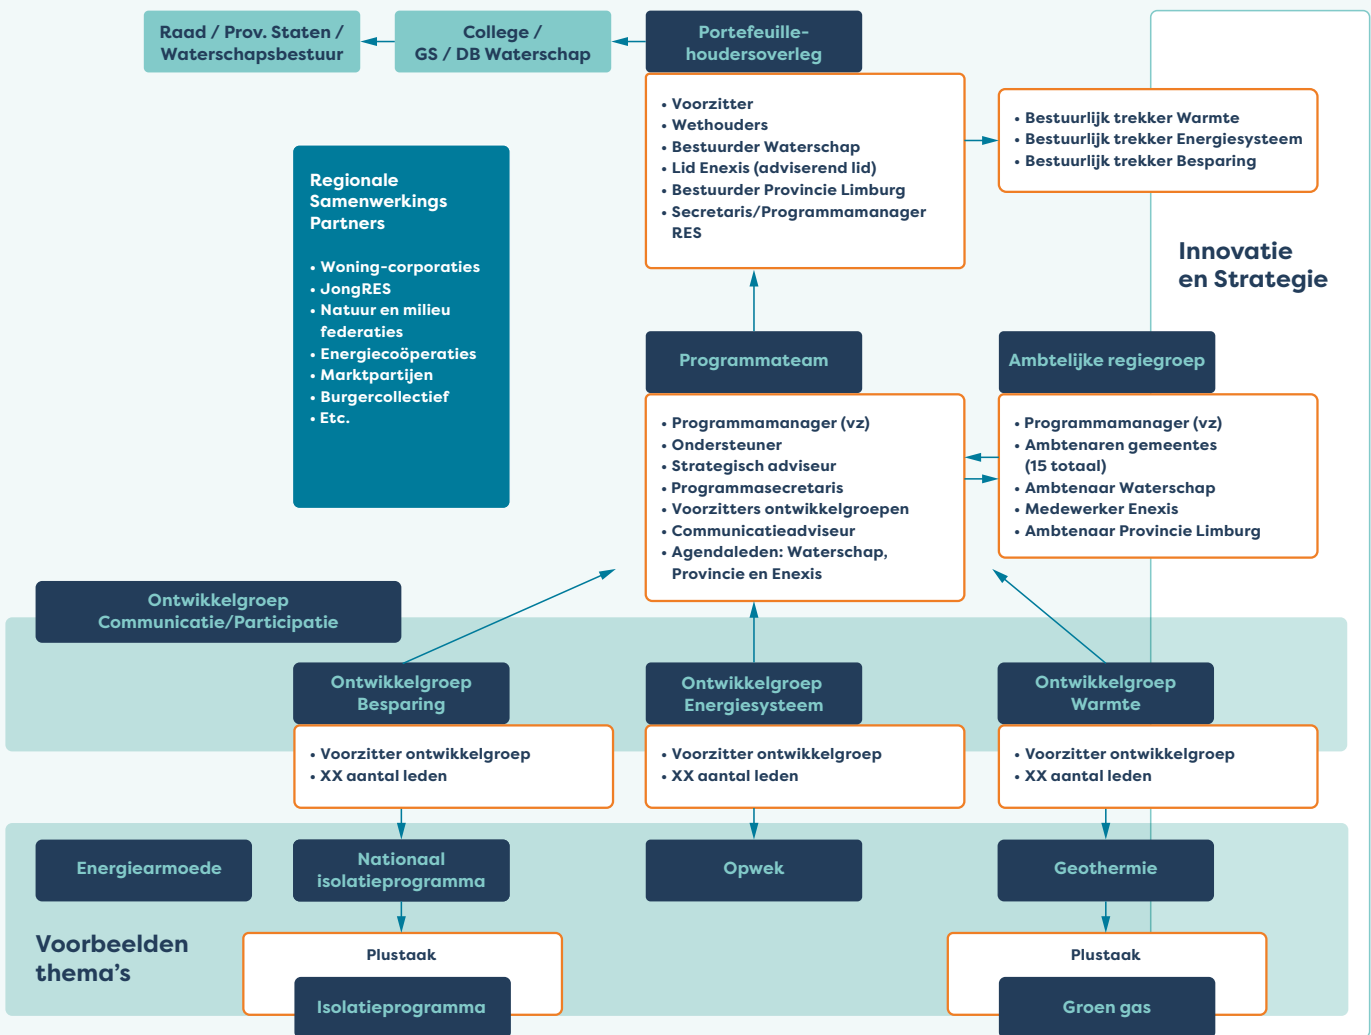 Raad / Prov. Staten /
Waterschapsbestuur
College /
GS / DB Waterschap
Portefeuille-
houdersoverleg
• Voorzitter
• Wethouders
• Bestuurder Waterschap
• Lid Enexis (adviserend lid)
• Bestuurder Provincie Limburg
• Secretaris/Programmamanager
RES
• Bestuurlijk trekker Warmte
• Bestuurlijk trekker Energiesysteem
• Bestuurlijk trekker Besparing
Regionale
Samenwerkings
Partners
• Woning-corporaties
• JongRES
• Natuur en milieu
federaties
• Energiecoöperaties
• Marktpartijen
• Burgercollectief
• Etc.
Innovatie
en Strategie
Programmateam
• Programmamanager (vz)
• Ondersteuner
• Strategisch adviseur
• Programmasecretaris
• Voorzitters ontwikkelgroepen
• Communicatieadviseur
• Agendaleden: Waterschap,
Provincie en Enexis
Ambtelijke regiegroep
• Programmamanager (vz)
• Ambtenaren gemeentes
(15 totaal)
• Ambtenaar Waterschap
• Medewerker Enexis
• Ambtenaar Provincie Limburg
Ontwikkelgroep
Communicatie/Participatie
Ontwikkelgroep
Besparing
• Voorzitter ontwikkelgroep
• XX aantal leden
Ontwikkelgroep
Energiesysteem
• Voorzitter ontwikkelgroep
• XX aantal leden
Ontwikkelgroep
Warmte
• Voorzitter ontwikkelgroep
• XX aantal leden
Energiearmoede
Nationaal
isolatieprogramma
Opwek
Geothermie
Voorbeelden
thema's
Plustaak
Isolatieprogramma
Plustaak
Groen gas